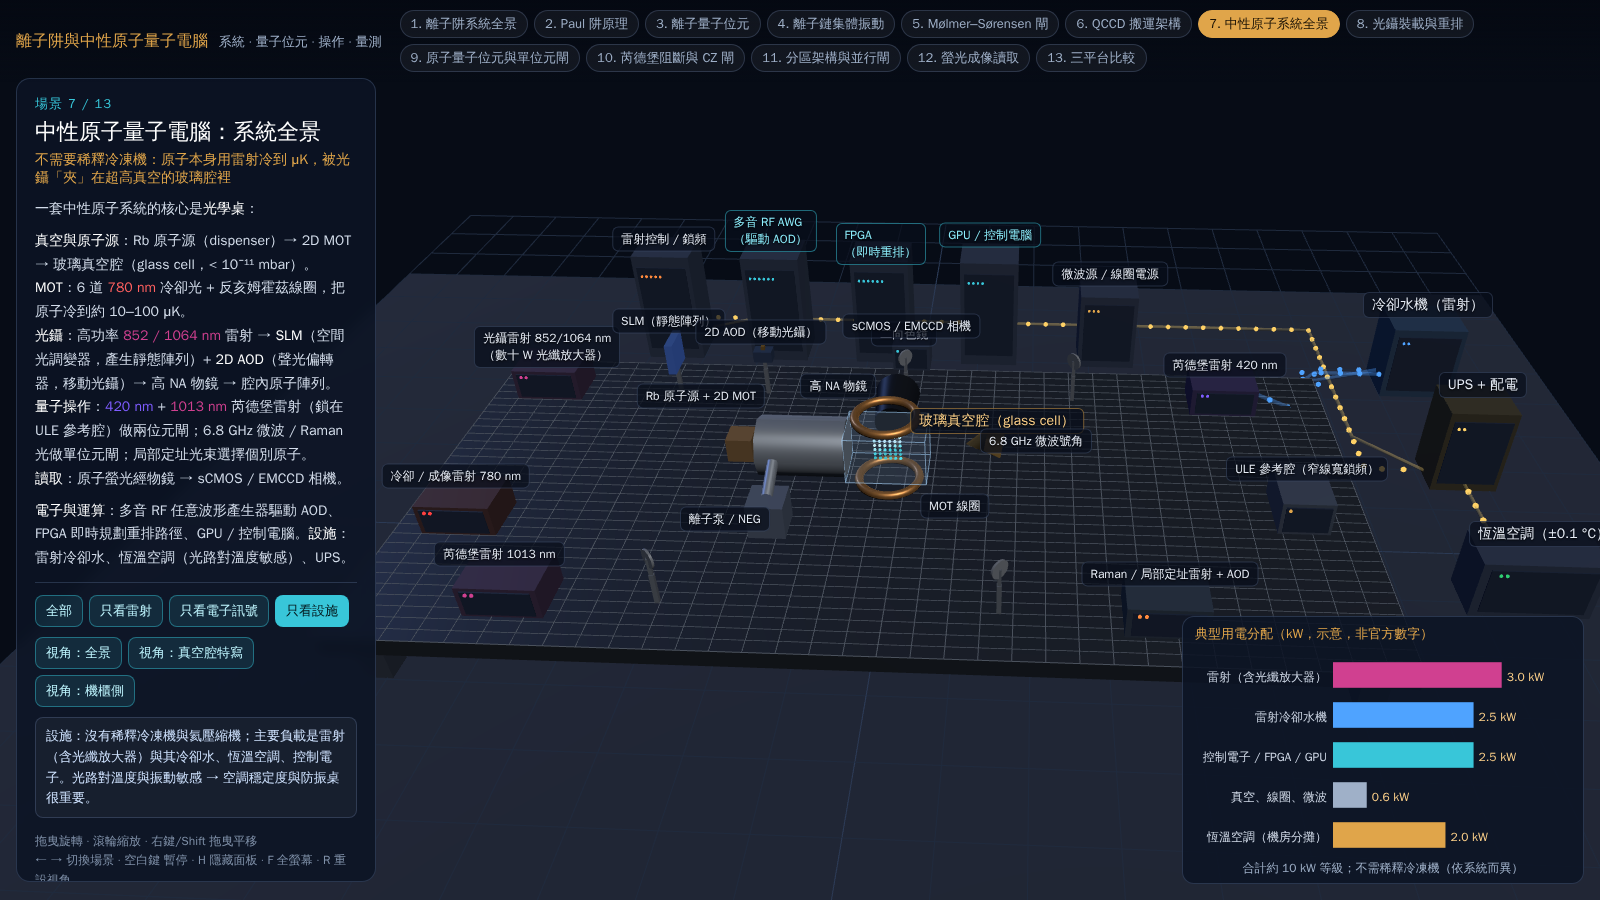 離子阱與中性原子量子電腦 系統 · 量子位元 · 操作 · 量測
1. 離子阱系統全景
2. Paul 阱原理
3. 離子量子位元
4. 離子鏈集體振動
5. Mølmer–Sørensen 閘
6. QCCD 搬運架構
7. 中性原子系統全景
8. 光鑷裝載與重排
9. 原子量子位元與單位元閘
10. 芮德堡阻斷與 CZ 閘
11. 分區架構與並行閘
12. 螢光成像讀取
13. 三平台比較
場景 7 / 13
中性原子量子電腦：系統全景
不需要稀釋冷凍機：原子本身用雷射冷到 μK，被光
鑷「夾」在超高真空的玻璃腔裡
一套中性原子系統的核心是光學桌：
真空與原子源：Rb 原子源（dispenser）→ 2D MOT
→ 玻璃真空腔（glass cell，< 10⁻¹¹ mbar）。
MOT：6 道 780 nm 冷卻光 + 反亥姆霍茲線圈，把
原子冷到約 10–100 μK。
光鑷：高功率 852 / 1064 nm 雷射 → SLM（空間
光調變器，產生靜態陣列）+ 2D AOD（聲光偏轉
器，移動光鑷）→ 高 NA 物鏡 → 腔內原子陣列。
量子操作：420 nm + 1013 nm 芮德堡雷射（鎖在
ULE 參考腔）做兩位元閘；6.8 GHz 微波 / Raman
光做單位元閘；局部定址光束選擇個別原子。
讀取：原子螢光經物鏡 → sCMOS / EMCCD 相機。
電子與運算：多音 RF 任意波形產生器驅動 AOD、
FPGA 即時規劃重排路徑、GPU / 控制電腦。設施：
雷射冷卻水、恆溫空調（光路對溫度敏感）、UPS。
全部
只看雷射
只看電子訊號
只看設施
視角：全景
視角：真空腔特寫
視角：機櫃側
設施：沒有稀釋冷凍機與氦壓縮機；主要負載是雷射
（含光纖放大器）與其冷卻水、恆溫空調、控制電
子。光路對溫度與振動敏感 → 空調穩定度與防振桌
很重要。
拖曳旋轉 · 滾輪縮放 · 右鍵/Shift 拖曳平移
← → 切換場景 · 空白鍵 暫停 · H 隱藏面板 · F 全螢幕 · R 重
設視角
雷射控制 / 鎖頻
多音 RF AWG
（驅動 AOD）
FPGA
（即時重排）
GPU / 控制電腦
微波源 / 線圈電源
冷卻水機（雷射）
光鑷雷射 852/1064 nm
（數十 W 光纖放大器）
SLM（靜態陣列）
2D AOD（移動光鑷）
sCMOS / EMCCD 相機
芮德堡雷射 420 nm
UPS + 配電
Rb 原子源 + 2D MOT
高 NA 物鏡
玻璃真空腔（glass cell）
6.8 GHz 微波號角
冷卻 / 成像雷射 780 nm
ULE 參考腔（窄線寬鎖頻）
離子泵 / NEG
MOT 線圈
恆溫空調（±0.1 °C）
芮德堡雷射 1013 nm
Raman / 局部定址雷射 + AOD
典型用電分配（kW，示意，非官方數字）
雷射（含光纖放大器） 3.0 kW
雷射冷卻水機 2.5 kW
控制電子 / FPGA / GPU 2.5 kW
真空、線圈、微波 0.6 kW
恆溫空調（機房分攤） 2.0 kW
合計約 10 kW 等級；不需稀釋冷凍機（依系統而異）